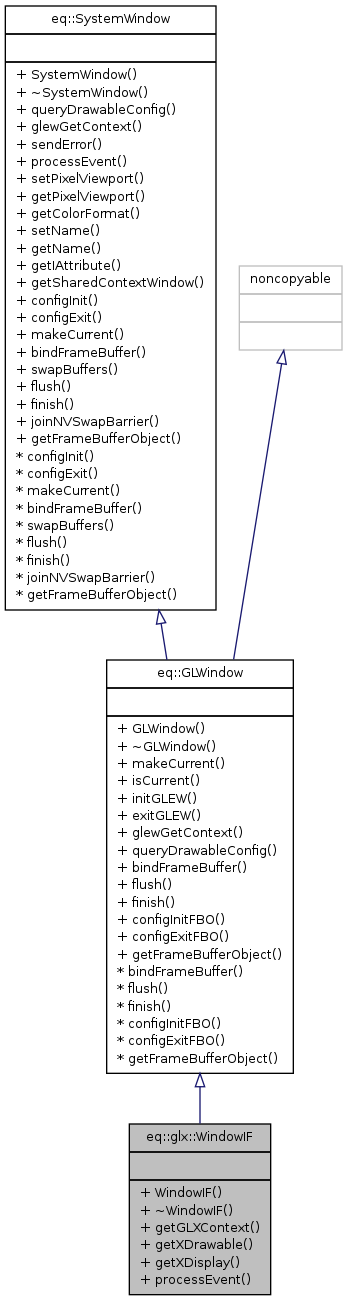 eq::SystemWindow
+ SystemWindow()
+ ~SystemWindow()
+ queryDrawableConfig()
+ glewGetContext()
+ sendError()
+ processEvent()
+ setPixelViewport()
+ getPixelViewport()
+ getColorFormat()
+ setName()
+ getName()
+ getIAttribute()
+ getSharedContextWindow()
+ configInit()
+ configExit()
+ makeCurrent()
+ bindFrameBuffer()
+ swapBuffers()
+ flush()
+ finish()
+ joinNVSwapBarrier()
+ getFrameBufferObject()
* configInit()
* configExit()
* makeCurrent()
* bindFrameBuffer()
* swapBuffers()
* flush()
* finish()
* joinNVSwapBarrier()
* getFrameBufferObject()
noncopyable
eq::GLWindow
+ GLWindow()
+ ~GLWindow()
+ makeCurrent()
+ isCurrent()
+ initGLEW()
+ exitGLEW()
+ glewGetContext()
+ queryDrawableConfig()
+ bindFrameBuffer()
+ flush()
+ finish()
+ configInitFBO()
+ configExitFBO()
+ getFrameBufferObject()
* bindFrameBuffer()
* flush()
* finish()
* configInitFBO()
* configExitFBO()
* getFrameBufferObject()
eq::glx::WindowIF
+ WindowIF()
+ ~WindowIF()
+ getGLXContext()
+ getXDrawable()
+ getXDisplay()
+ processEvent()